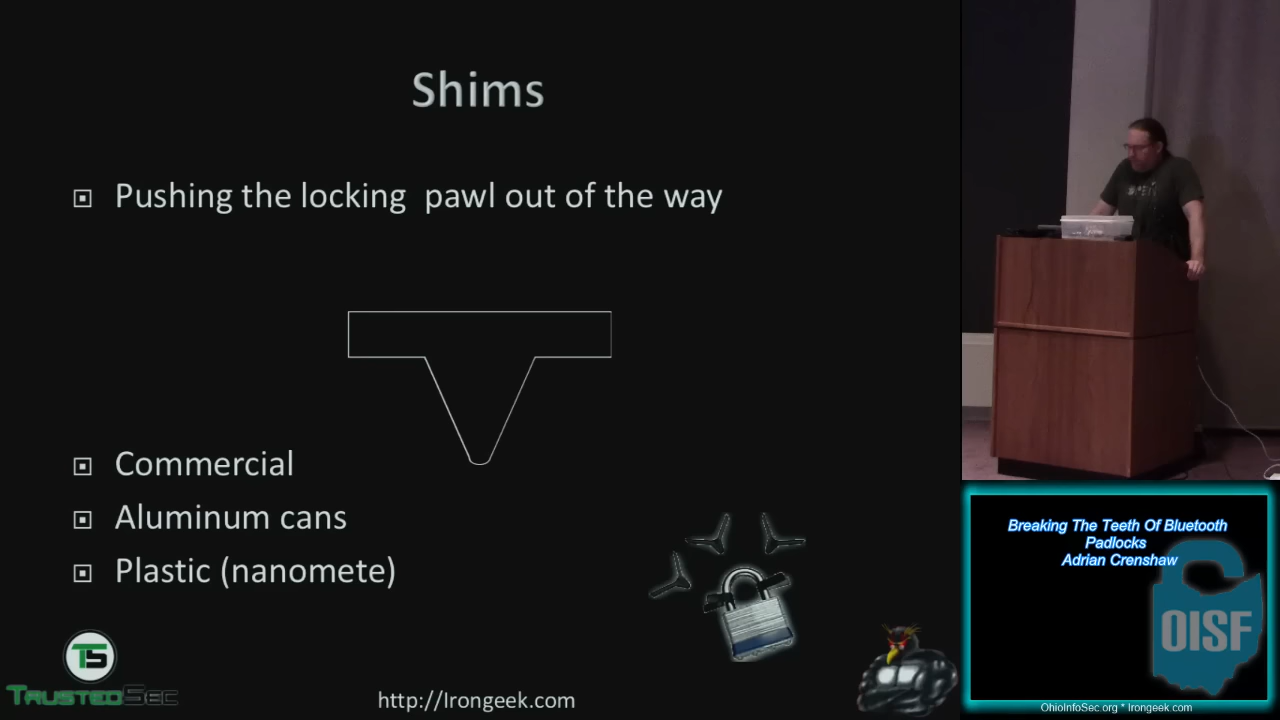 Shims
Pushing the locking  pawl out of the way
Commercial
Aluminum cans
Plastic (nanomete)
TS
TRUSTEDSEC
http://Irongeek.com
Breaking The Teeth Of Bluetooth
Padlocks
Adrian Crenshaw
OISF
OhioInfoSec.org * Irongeek.com